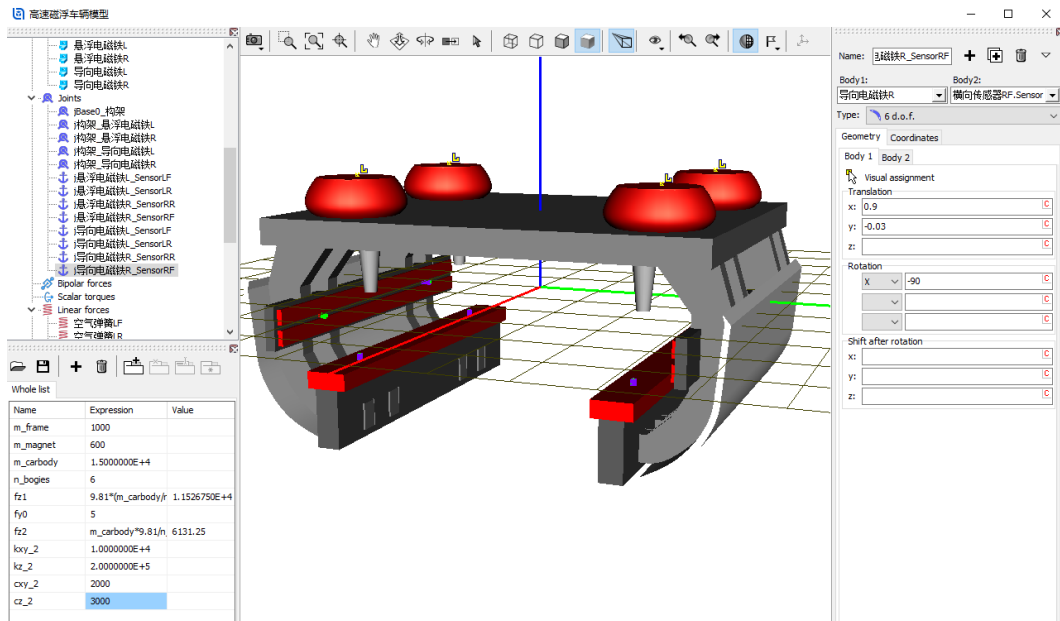 高速磁浮车辆模型
悬浮电磁铁L
悬浮电磁铁R
导向电磁铁L
导向电磁铁R
Joints
jBase0_构架
j构架_悬浮电磁铁L
j构架_悬浮电磁铁R
j构架_导向电磁铁L
j构架_导向电磁铁R
j悬浮电磁铁L_SensorLF
j悬浮电磁铁L_SensorLR
j悬浮电磁铁R_SensorRR
j悬浮电磁铁R_SensorRF
j导向电磁铁L_SensorLF
j导向电磁铁L_SensorLR
j导向电磁铁R_SensorRR
j导向电磁铁R_SensorRF
Bipolar forces
Scalar torques
Linear forces
空气弹簧LF
空气弹簧LR
Whole list
Name Expression Value
m_frame 1000
m_magnet 600
m_carbody 1.5000000E+4
n_bogies 6
fz1 9.81*(m_carbody/r 1.1526750E+4
fy0 5
fz2 m_carbody*9.81/n_ 6131.25
kxy_2 1.0000000E+4
kz_2 2.0000000E+5
cxy_2 2000
cz_2 3000
Name: 磁铁R_SensorRF
Body1: Body2:
导向电磁铁R 横向传感器RF.Sensor
Type: 6 d.o.f.
Geometry Coordinates
Body 1 Body 2
Visual assignment
Translation
x: 0.9 C
y: -0.03 C
z: C
Rotation
X -90 C
C
C
Shift after rotation
x: C
y: C
z: C